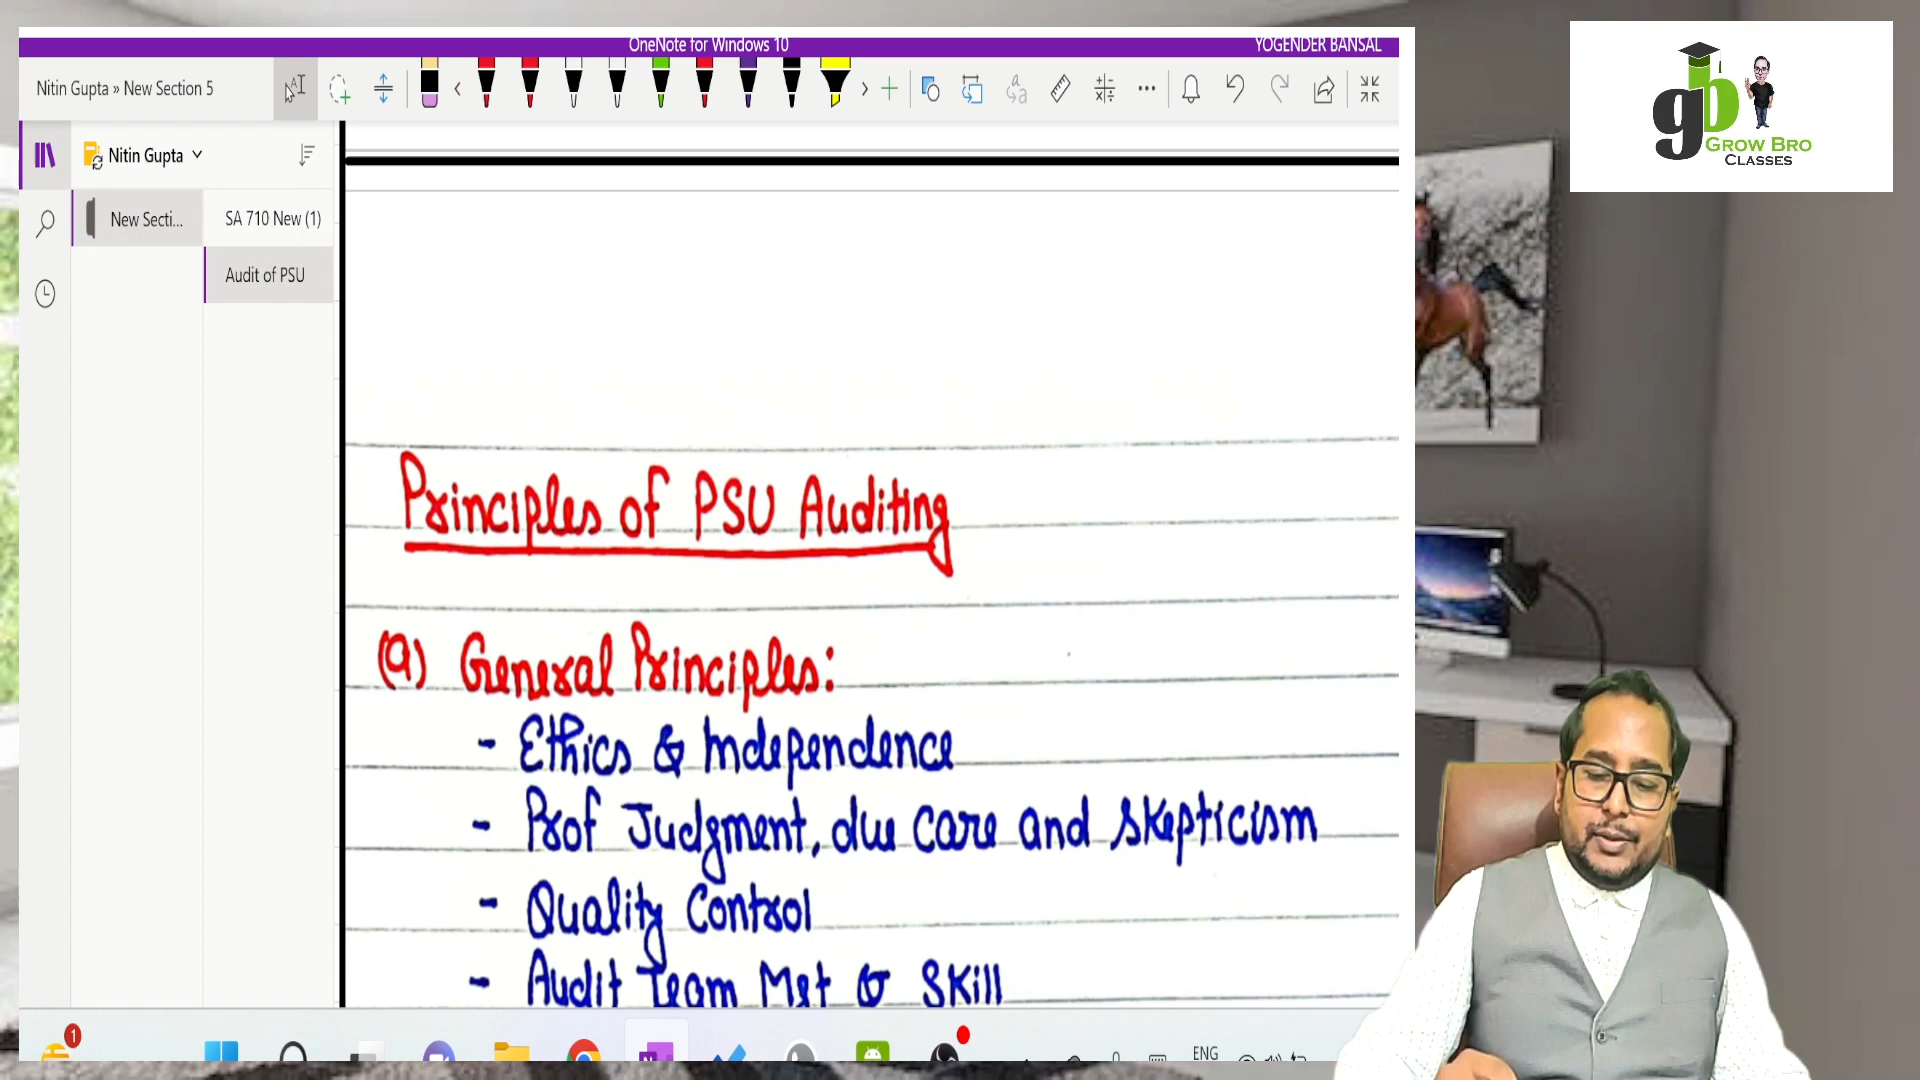 OneNote for Windows 10
YOGENDER BANSAL
Nitin Gupta » New Section 5
Nitin Gupta
New Secti...
SA 710 New (1)
Audit of PSU
gb
GROW BRO
CLASSES
Principles of PSU Auditing
(a) General Principles:
- Ethics & Independence
- Prof Judgment, due care and skepticism
- Quality Control
- Audit Team Mgt & Skill
1
ENG